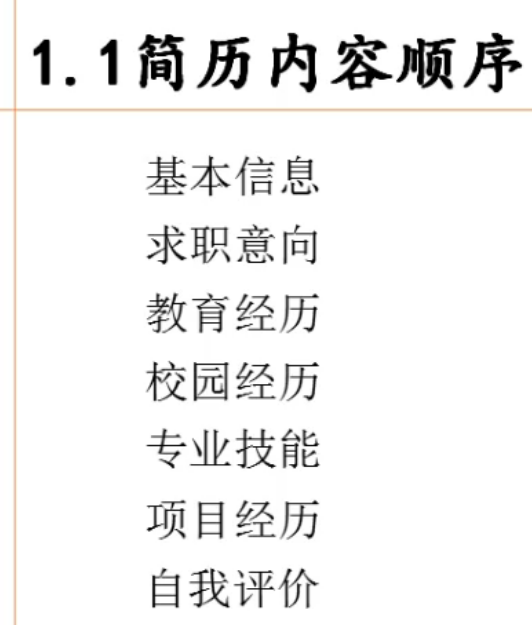 1.1简历内容顺序
基本信息
求职意向
教育经历
校园经历
专业技能
项目经历
自我评价